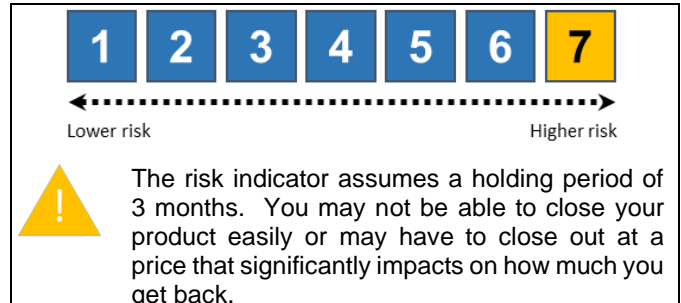 1 2 3 4 5 6 7
Lower risk Higher risk
!
The risk indicator assumes a holding period of
3 months. You may not be able to close your
product easily or may have to close out at a
price that significantly impacts on how much you
get back.